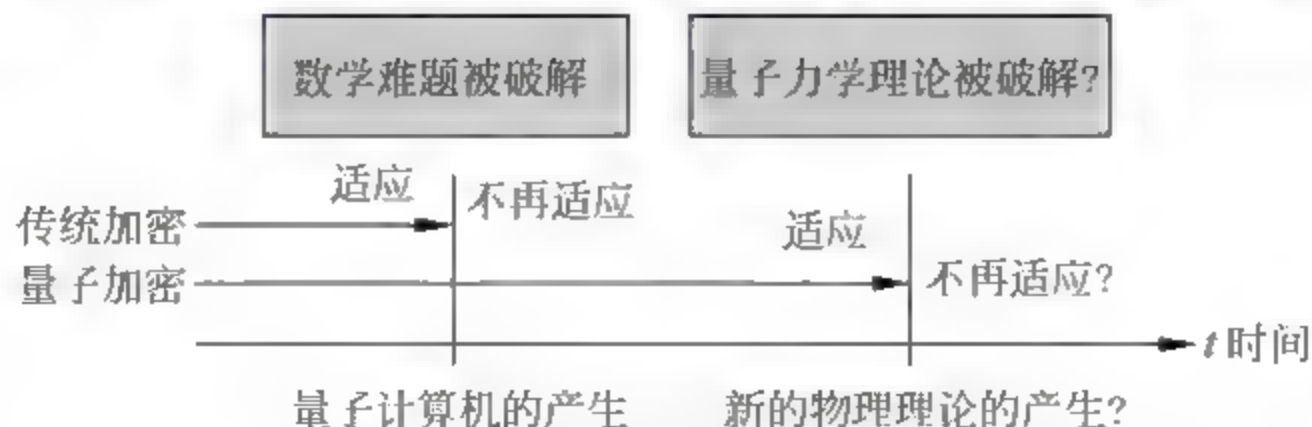 数学难题被破解
量子力学理论被破解?
适应
不再适应
传统加密
适应
量子加密
不再适应?
t时间
量子计算机的产生
新的物理理论的产生?